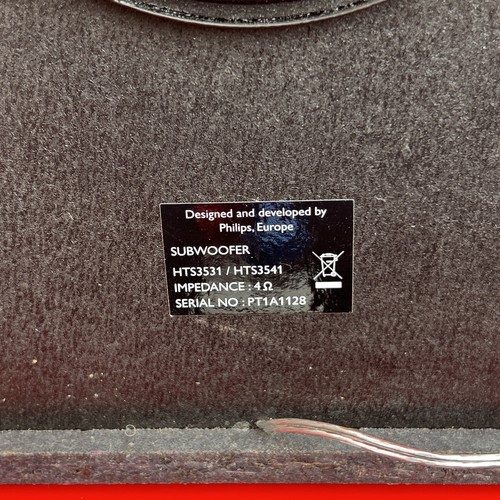 Designed and developed by
Philips, Europe
SUBWOOFER
HTS3531 / HTS3541
IMPEDANCE : 4 Ω
SERIAL NO : PT1A1128